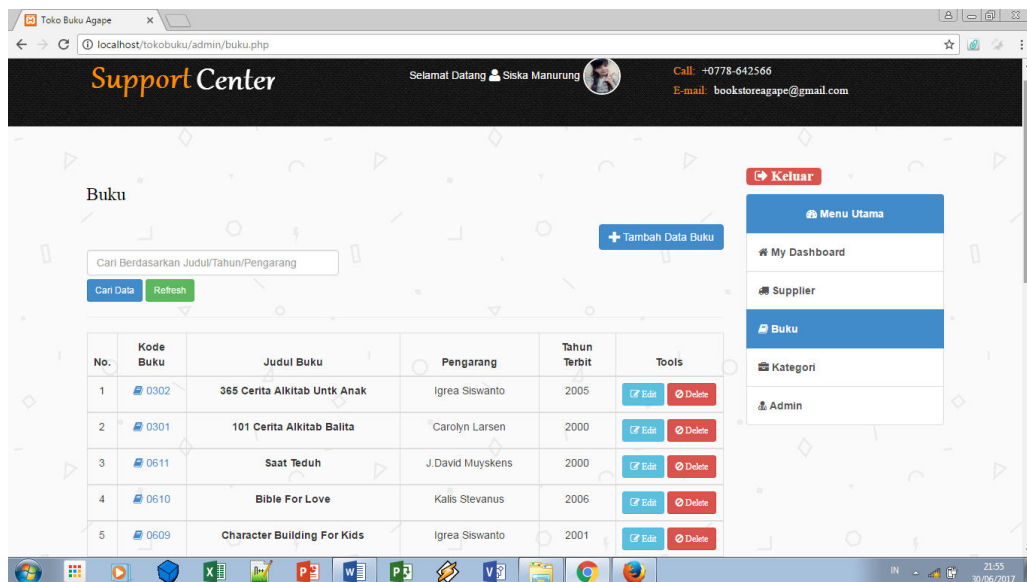 Toko Buku Agape
localhost/tokobuku/admin/buku.php
Support Center
Selamat Datang Siska Manurung
Call: +0778-642566
E-mail: bookstoreagape@gmail.com
Keluar
Buku
Menu Utama
Tambah Data Buku
My Dashboard
Cari Berdasarkan Judul/Tahun/Pengarang
Cari Data Refresh
Supplier
Buku
Kategori
Admin
No. Kode Buku Judul Buku Pengarang Tahun Terbit Tools
1 0302 365 Cerita Alkitab Untk Anak Igrea Siswanto 2005 Edit Delete
2 0301 101 Cerita Alkitab Balita Carolyn Larsen 2000 Edit Delete
3 0611 Saat Teduh J.David Muyskens 2000 Edit Delete
4 0610 Bible For Love Kalis Stevanus 2006 Edit Delete
5 0609 Character Building For Kids Igrea Siswanto 2001 Edit Delete
IN
21:55
30/06/2017